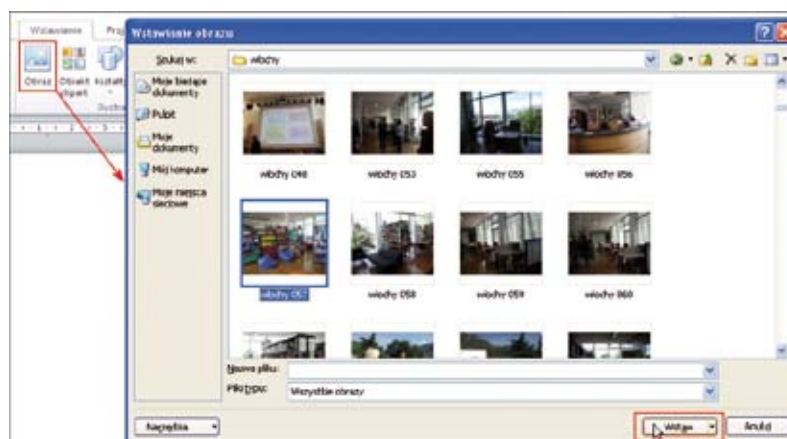 Wstawianie
Wstawianie obrazu
Obraz
Obiekt clipart
Szukaj w:
włochy
Moje bieżące dokumenty
Pulpit
Moje dokumenty
Mój komputer
Moje miejsca sieciowe
włochy 048
włochy 053
włochy 055
włochy 056
włochy 057
włochy 058
włochy 059
włochy 060
Nazwa pliku:
Pliki typu:
Wszystkie obrazy
Narzędzia
Wstaw
Anuluj